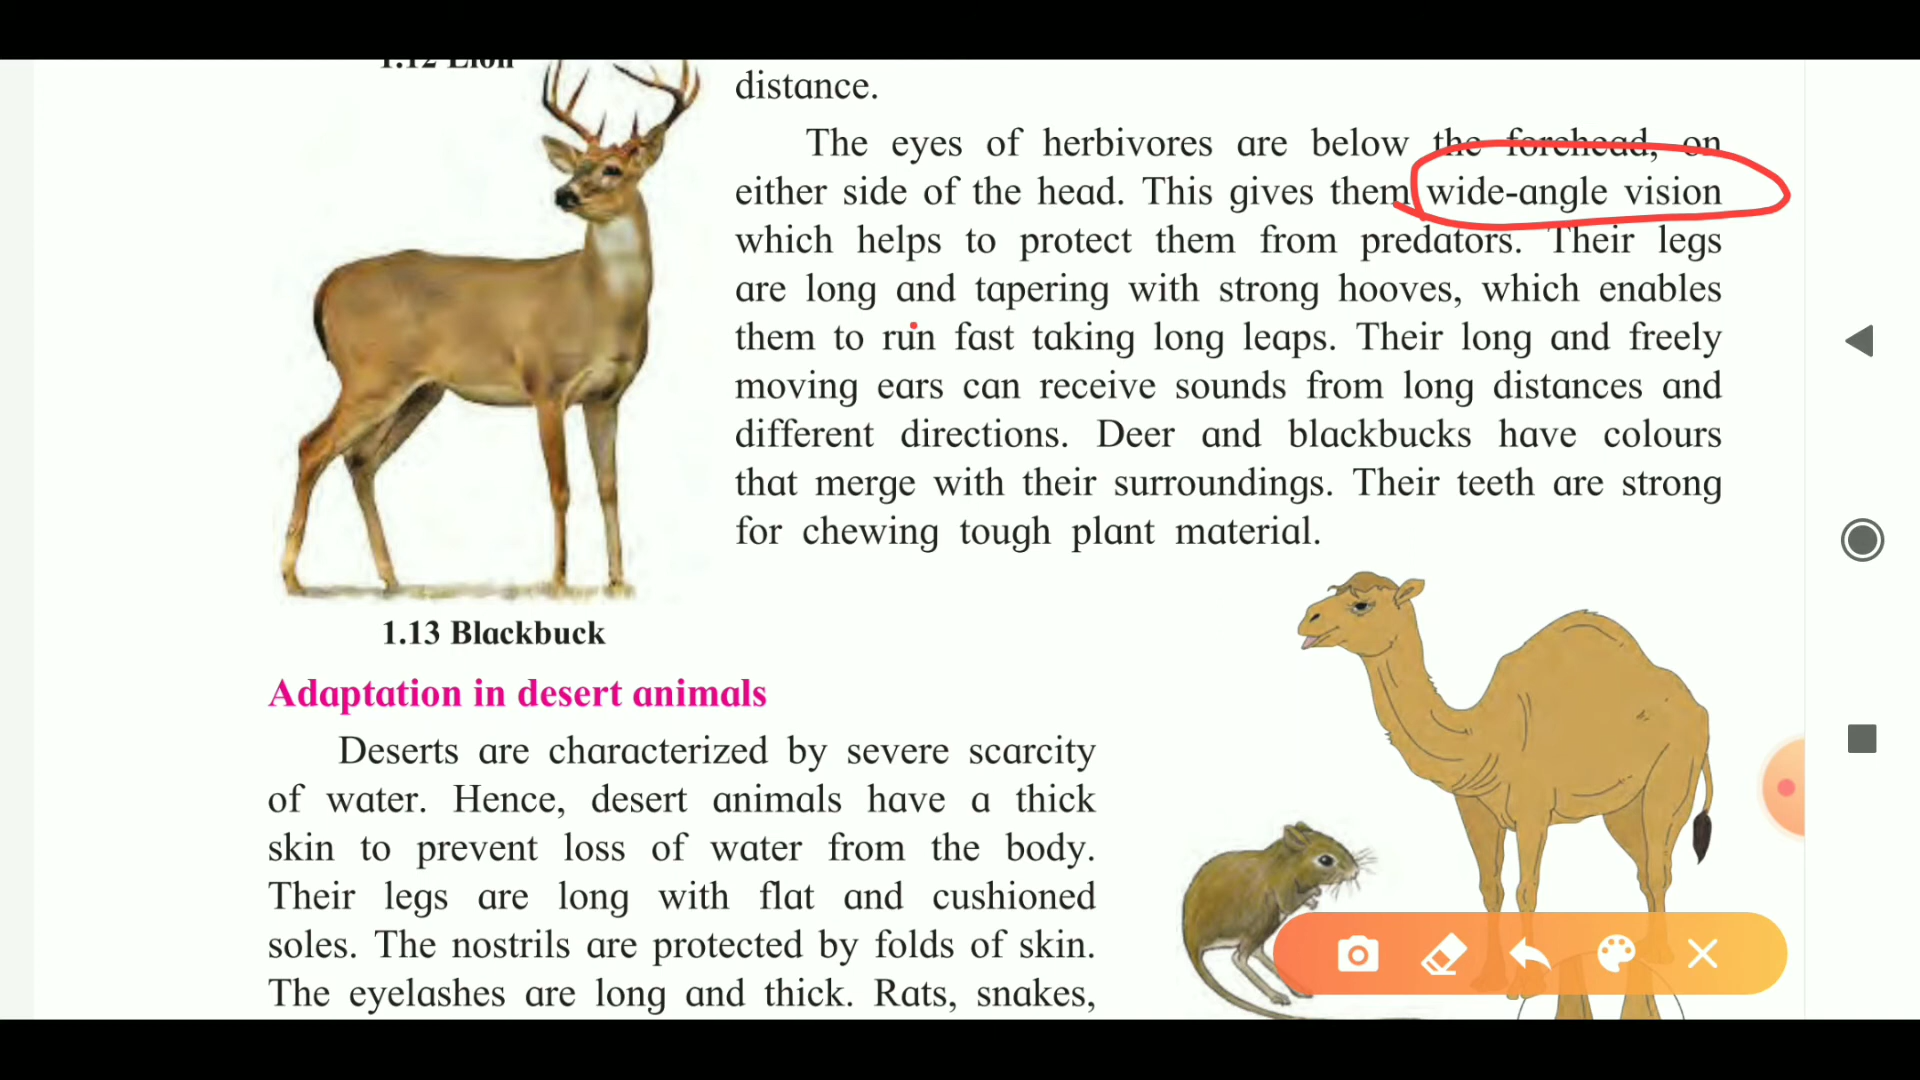 1.12 Lion
distance.
The eyes of herbivores are below the forehead, on
either side of the head. This gives them wide-angle vision
which helps to protect them from predators. Their legs
are long and tapering with strong hooves, which enables
them to run fast taking long leaps. Their long and freely
moving ears can receive sounds from long distances and
different directions. Deer and blackbucks have colours
that merge with their surroundings. Their teeth are strong
for chewing tough plant material.
1.13 Blackbuck
Adaptation in desert animals
Deserts are characterized by severe scarcity
of water. Hence, desert animals have a thick
skin to prevent loss of water from the body.
Their legs are long with flat and cushioned
soles. The nostrils are protected by folds of skin.
The eyelashes are long and thick. Rats, snakes,